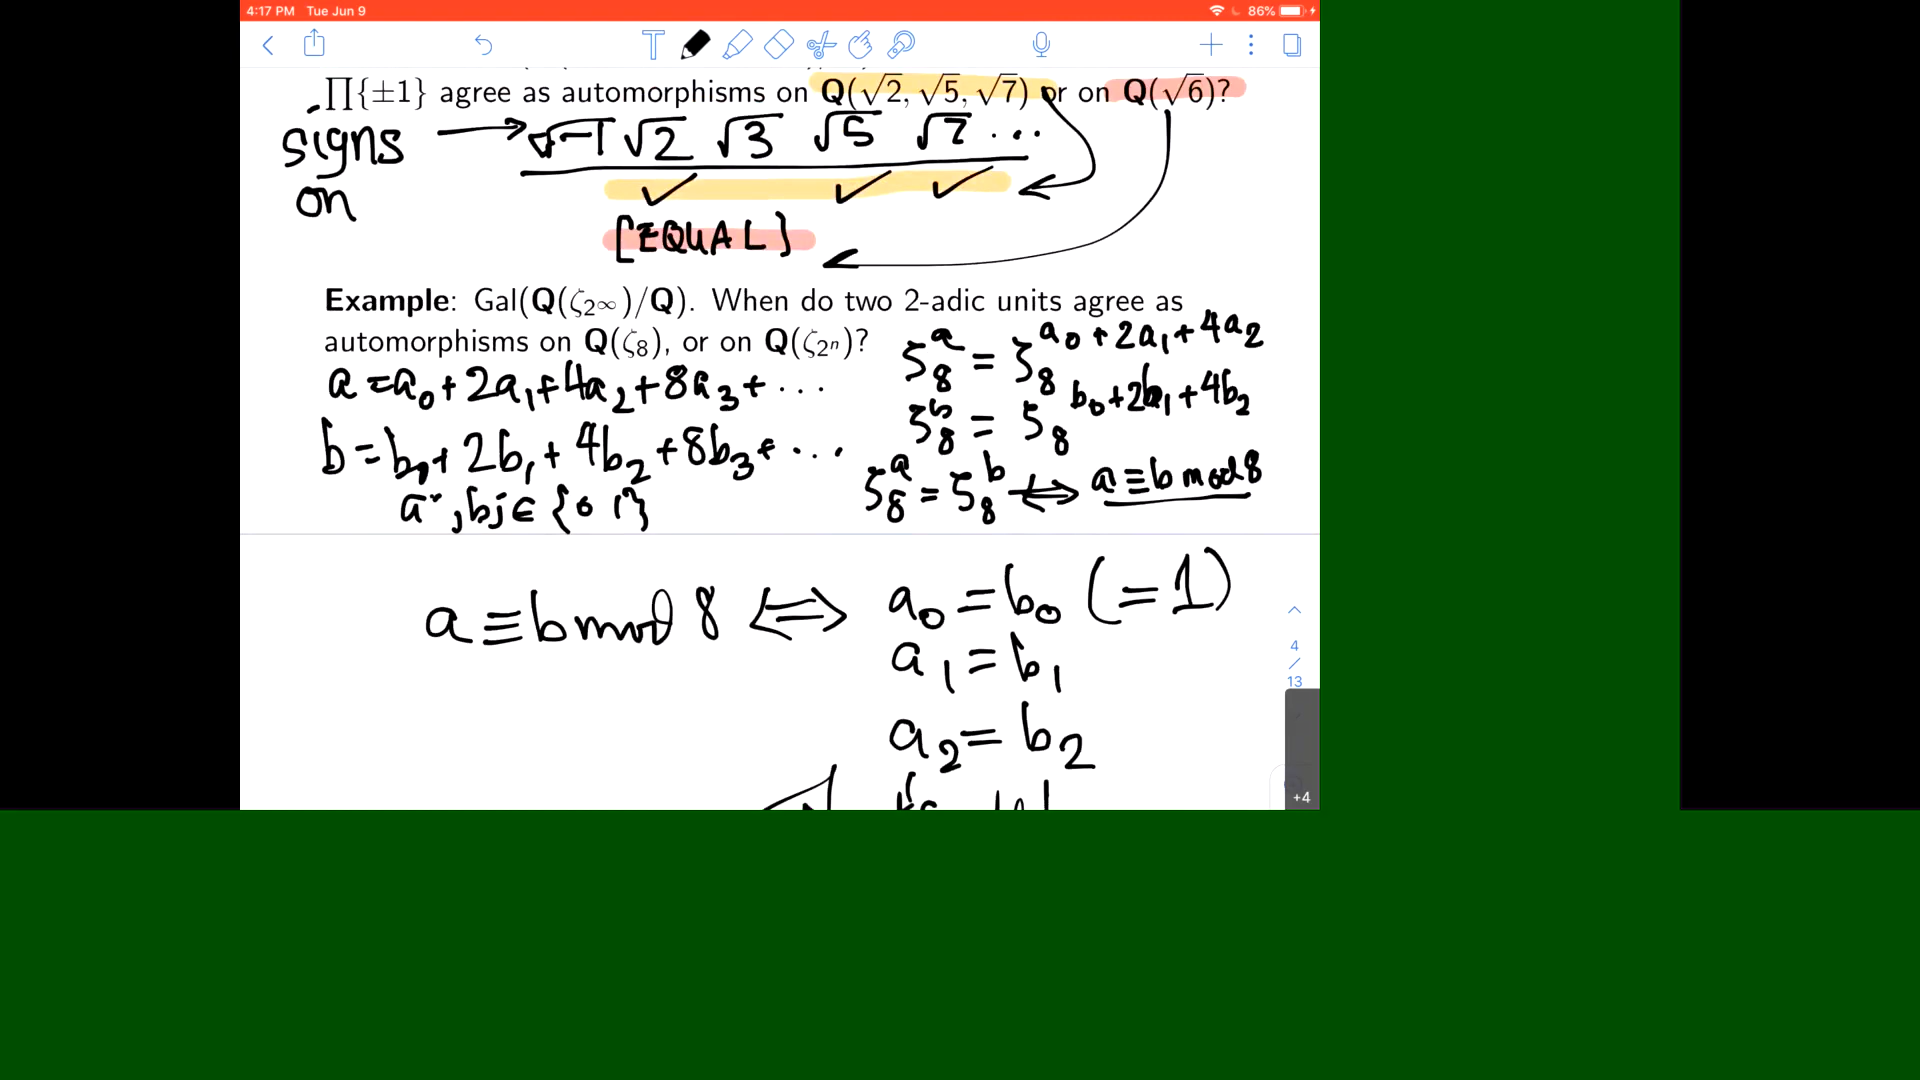 4:17 PM Tue Jun 9
86%
∏{±1} agree as automorphisms on Q(√2, √5, √7) or on Q(√6)?
signs on → √-1 √2 √3 √5 √7 ...
✓ ✓ ✓
[EQUAL]
Example: Gal(Q(ζ₂∞)/Q). When do two 2-adic units agree as
automorphisms on Q(ζ₈), or on Q(ζ₂ⁿ)?
a = a₀ + 2a₁ + 4a₂ + 8a₃ + ...
b = b₀ + 2b₁ + 4b₂ + 8b₃ + ...
aᵢ, bⱼ ∈ {0 1}
ζ₈^a = ζ₈^(a₀ + 2a₁ + 4a₂)
ζ₈^b = ζ₈^(b₀ + 2b₁ + 4b₂)
ζ₈^a = ζ₈^b ⟺ a ≡ b mod 8
a ≡ b mod 8 ⟺ a₀ = b₀ (= 1)
a₁ = b₁
a₂ = b₂
4
/
13
+4